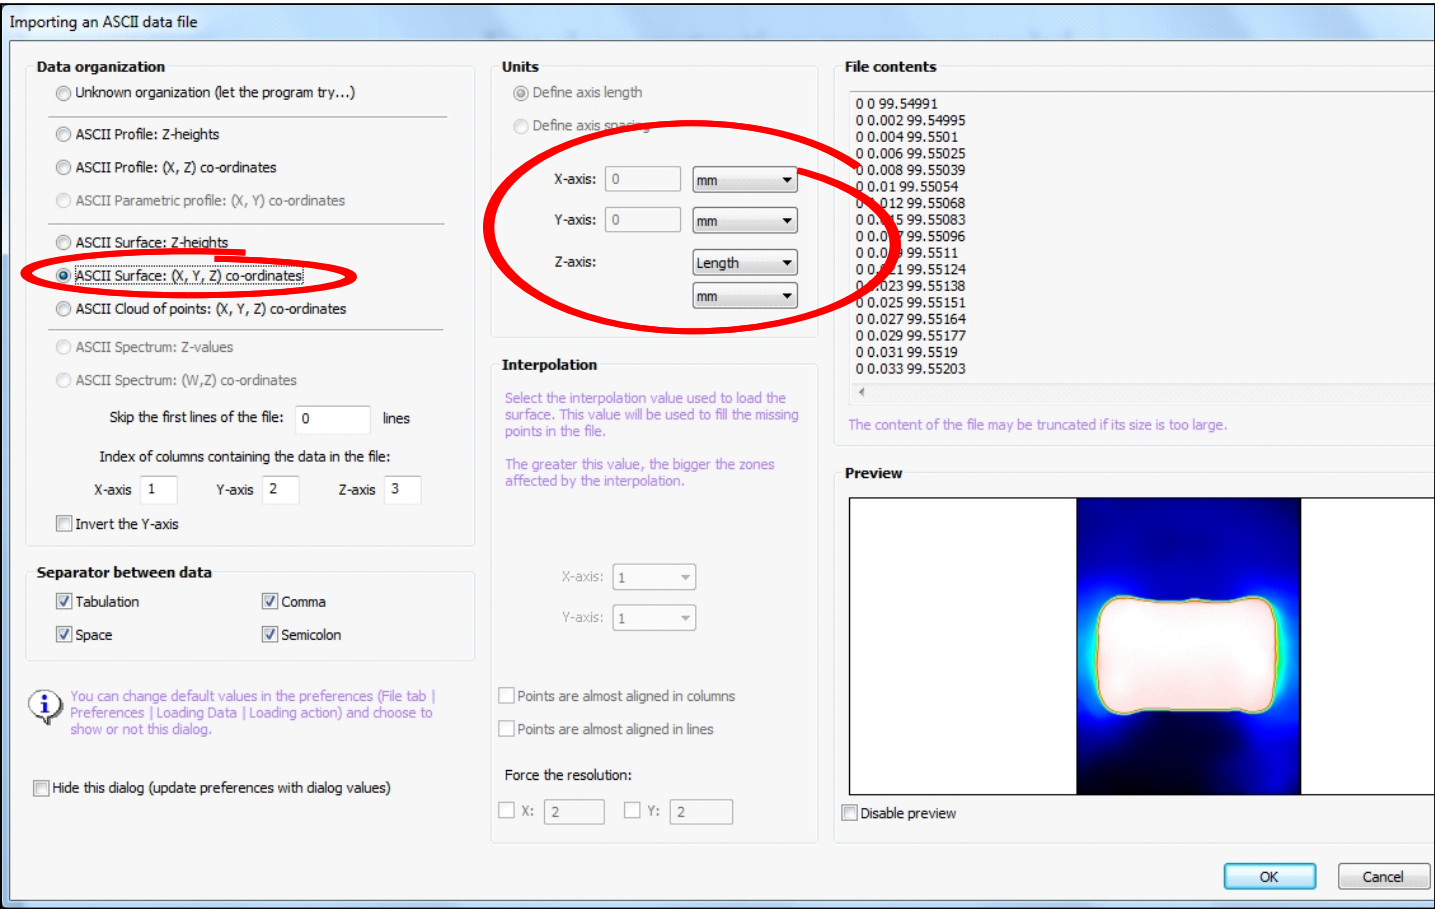 Importing an ASCII data file
Data organization
Unknown organization (let the program try...)
ASCII Profile: Z-heights
ASCII Profile: (X, Z) co-ordinates
ASCII Parametric profile: (X, Y) co-ordinates
ASCII Surface: Z-heights
ASCII Surface: (X, Y, Z) co-ordinates
ASCII Cloud of points: (X, Y, Z) co-ordinates
ASCII Spectrum: Z-values
ASCII Spectrum: (W,Z) co-ordinates
Skip the first lines of the file: 0 lines
Index of columns containing the data in the file:
X-axis 1 Y-axis 2 Z-axis 3
Invert the Y-axis
Separator between data
Tabulation Comma
Space Semicolon
You can change default values in the preferences (File tab |
Preferences | Loading Data | Loading action) and choose to
show or not this dialog.
Hide this dialog (update preferences with dialog values)
Units
Define axis length
Define axis spacing
X-axis: 0 mm
Y-axis: 0 mm
Z-axis: Length
mm
Interpolation
Select the interpolation value used to load the
surface. This value will be used to fill the missing
points in the file.
The greater this value, the bigger the zones
affected by the interpolation.
X-axis: 1
Y-axis: 1
Points are almost aligned in columns
Points are almost aligned in lines
Force the resolution:
X: 2 Y: 2
File contents
0 0 99.54991
0 0.002 99.54995
0 0.004 99.5501
0 0.006 99.55025
0 0.008 99.55039
0 0.01 99.55054
0 0.012 99.55068
99.55083
99.55096
99.5511
99.55124
0 0.023 99.55138
0 0.025 99.55151
0 0.027 99.55164
0 0.029 99.55177
0 0.031 99.5519
0 0.033 99.55203
The content of the file may be truncated if its size is too large.
Preview
Disable preview
OK Cancel